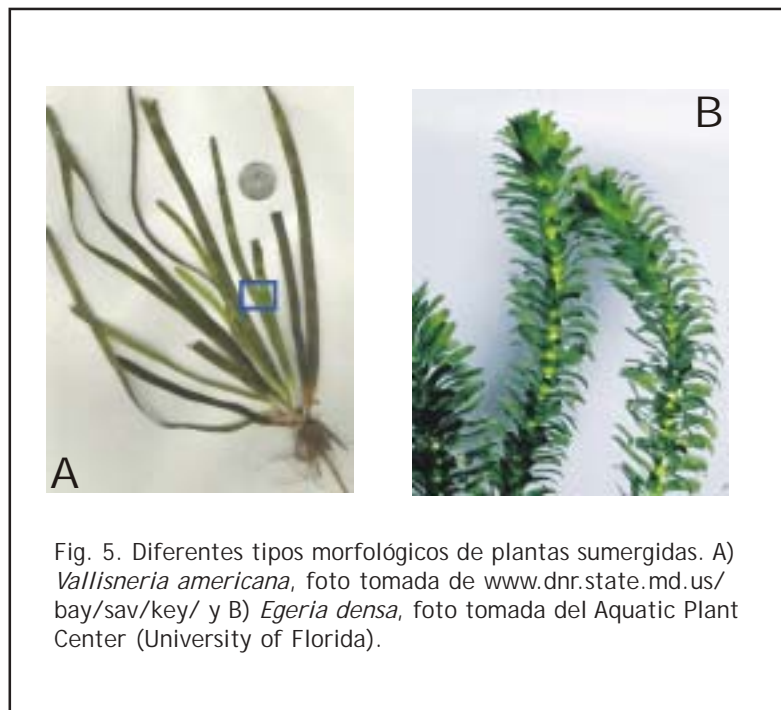 A
B
Fig. 5. Diferentes tipos morfológicos de plantas sumergidas. A)
Vallisneria americana, foto tomada de www.dnr.state.md.us/
bay/sav/key/ y B) Egeria densa, foto tomada del Aquatic Plant
Center (University of Florida).